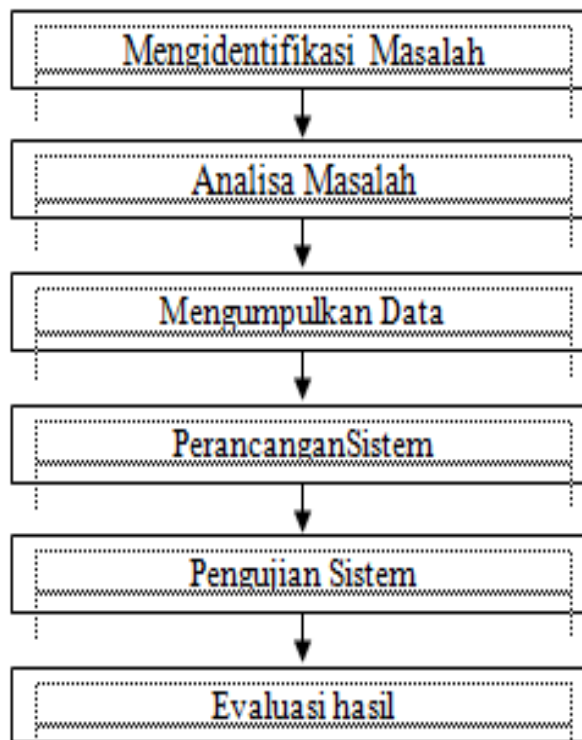 Mengidentifikasi Masalah
Analisa Masalah
Mengumpulkan Data
PerancanganSistem
Pengujian Sistem
Evaluasi hasil